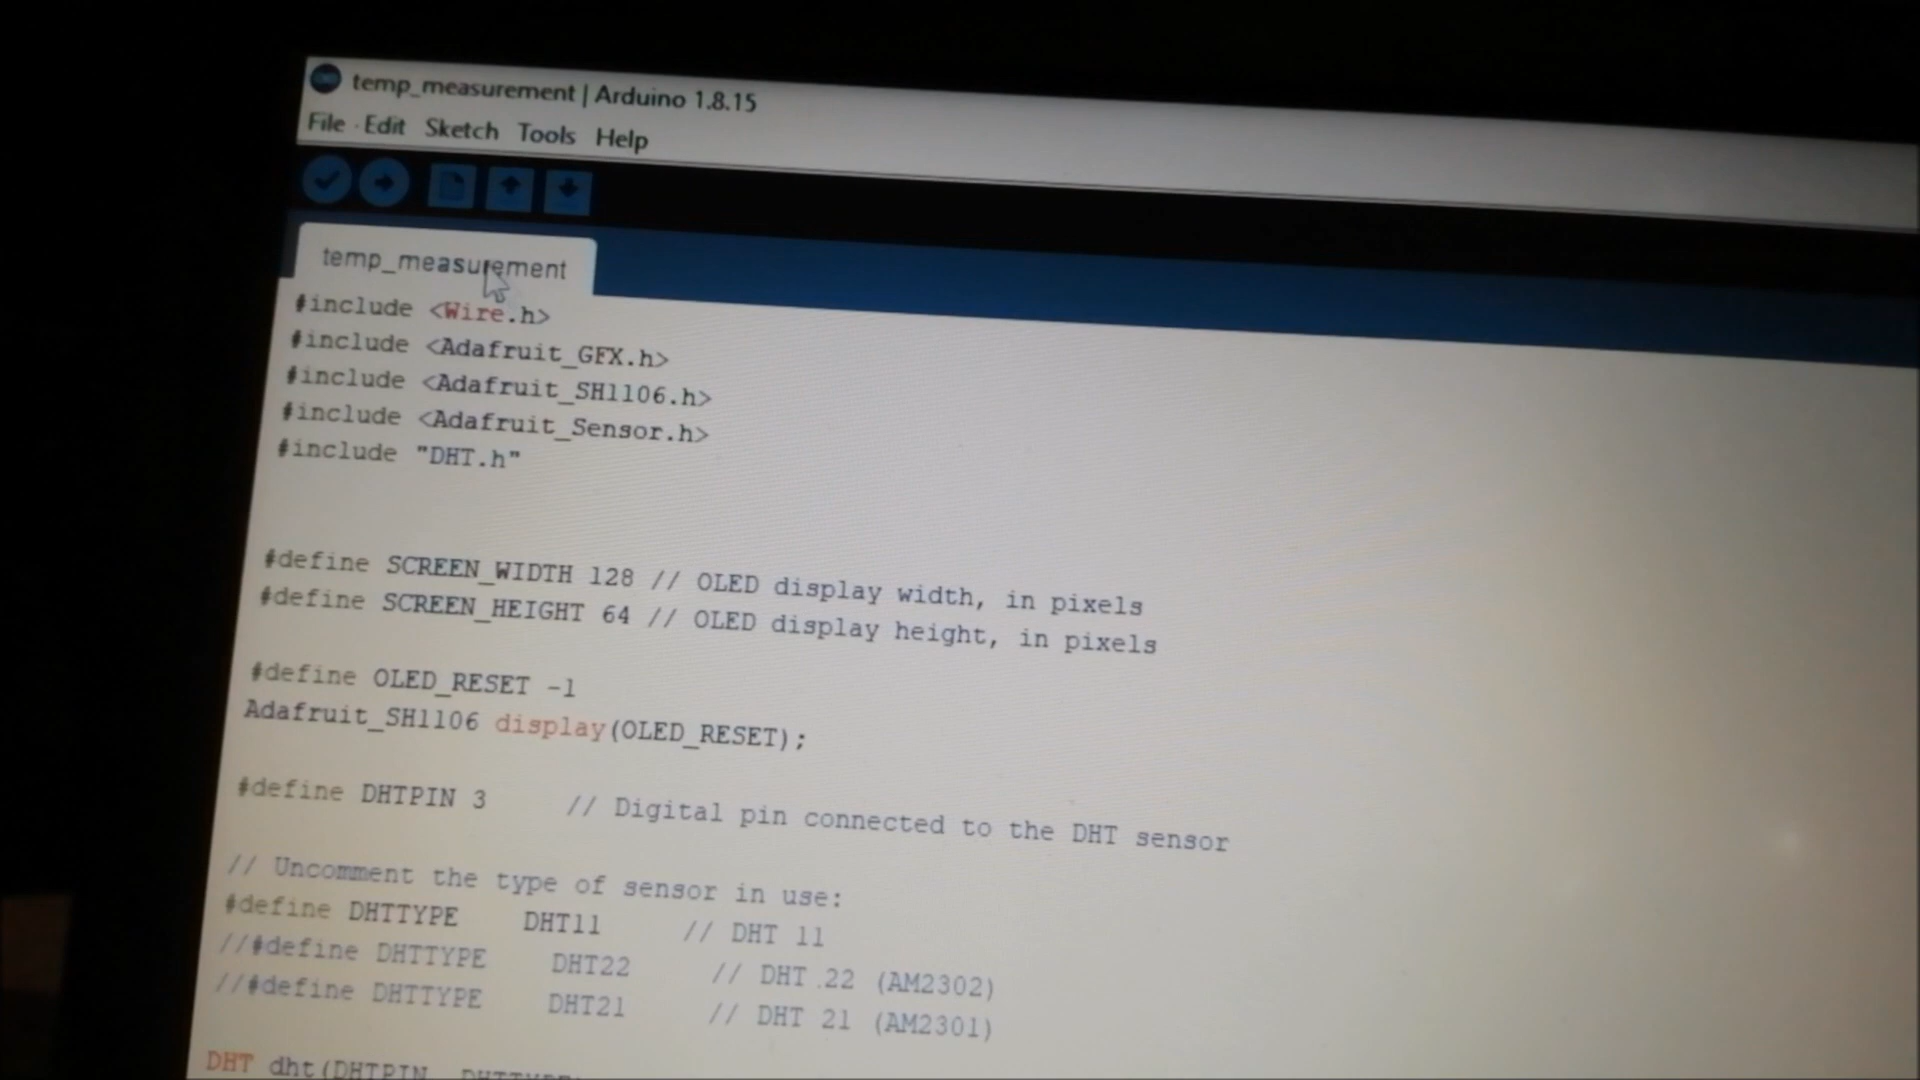 temp_measurement | Arduino 1.8.15
File Edit Sketch Tools Help
temp_measurement
#include <Wire.h>
#include <Adafruit_GFX.h>
#include <Adafruit_SH1106.h>
#include <Adafruit_Sensor.h>
#include "DHT.h"
#define SCREEN_WIDTH 128 // OLED display width, in pixels
#define SCREEN_HEIGHT 64 // OLED display height, in pixels
#define OLED_RESET -1
Adafruit_SH1106 display(OLED_RESET);
#define DHTPIN 3 // Digital pin connected to the DHT sensor
// Uncomment the type of sensor in use:
#define DHTTYPE DHT11 // DHT 11
//#define DHTTYPE DHT22 // DHT 22 (AM2302)
//#define DHTTYPE DHT21 // DHT 21 (AM2301)
DHT dht(DHTPIN, DHTTYPE